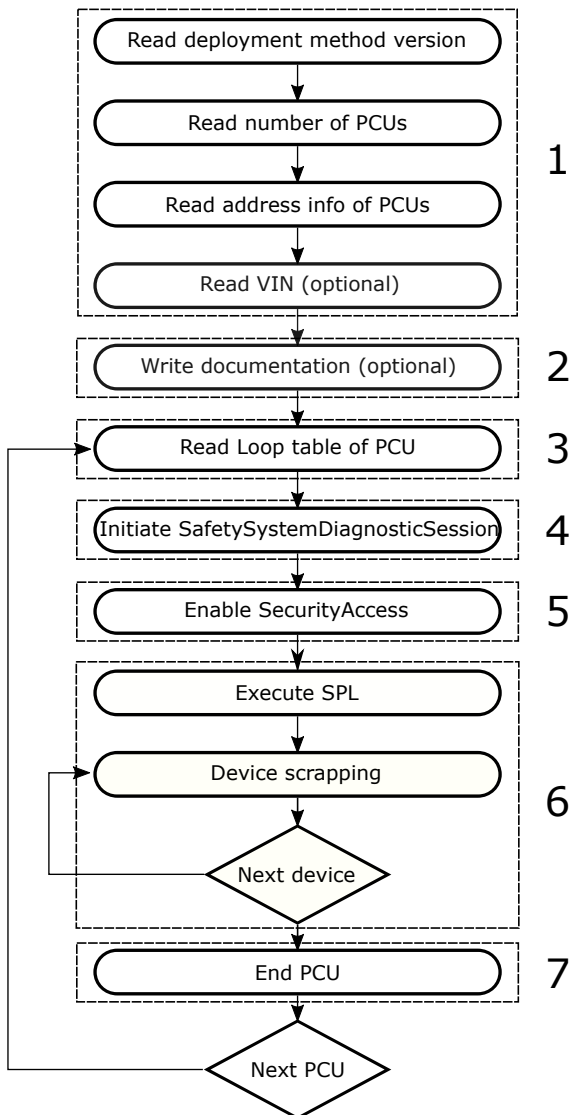 Read deployment method version
Read number of PCUs
1
Read address info of PCUs
Read VIN (optional)
Write documentation (optional)
2
Read Loop table of PCU
3
Initiate SafetySystemDiagnosticSession
4
Enable SecurityAccess
5
Execute SPL
Device scrapping
6
Next device
End PCU
7
Next PCU